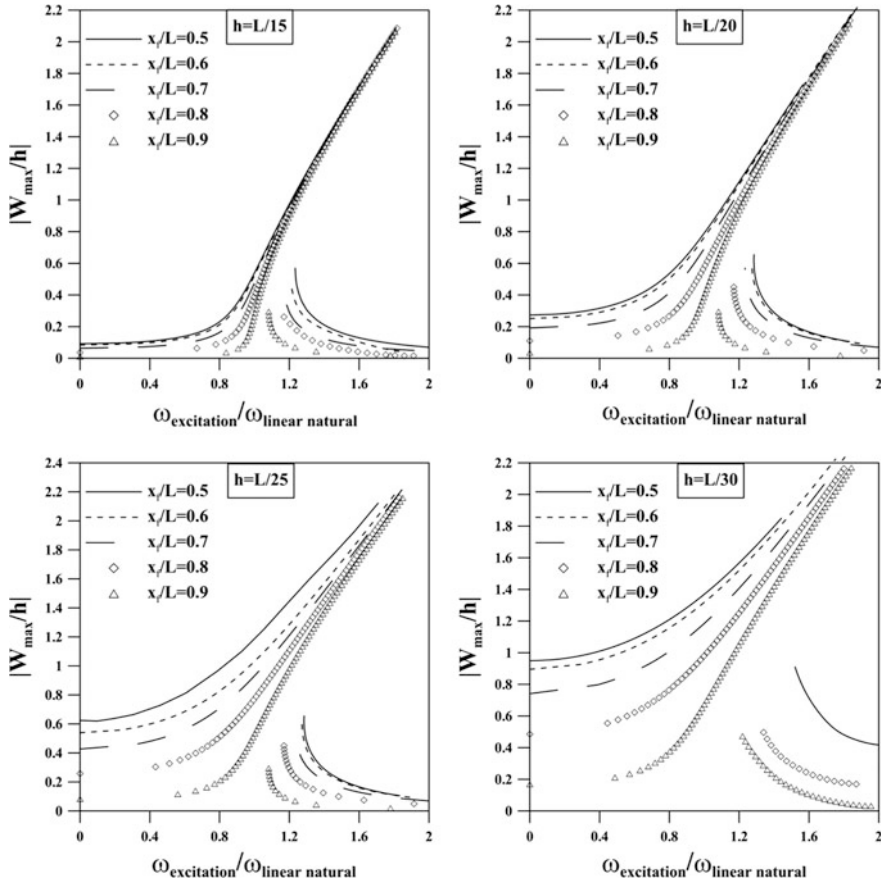 2.2
2
1.8
1.6
1.4
1.2
1
0.8
0.6
0.4
0.2
0
|W_max/h|
h=L/15
x_f/L=0.5
x_f/L=0.6
x_f/L=0.7
x_f/L=0.8
x_f/L=0.9
0 0.4 0.8 1.2 1.6 2
ω_excitation/ω_linear natural
2.2
2
1.8
1.6
1.4
1.2
1
0.8
0.6
0.4
0.2
0
|W_max/h|
h=L/20
x_f/L=0.5
x_f/L=0.6
x_f/L=0.7
x_f/L=0.8
x_f/L=0.9
0 0.4 0.8 1.2 1.6 2
ω_excitation/ω_linear natural
2.4
2.2
2
1.8
1.6
1.4
1.2
1
0.8
0.6
0.4
0.2
0
|W_max/h|
h=L/25
x_f/L=0.5
x_f/L=0.6
x_f/L=0.7
x_f/L=0.8
x_f/L=0.9
0 0.4 0.8 1.2 1.6 2
ω_excitation/ω_linear natural
2.2
2
1.8
1.6
1.4
1.2
1
0.8
0.6
0.4
0.2
0
|W_max/h|
h=L/30
x_f/L=0.5
x_f/L=0.6
x_f/L=0.7
x_f/L=0.8
x_f/L=0.9
0 0.4 0.8 1.2 1.6 2
ω_excitation/ω_linear natural